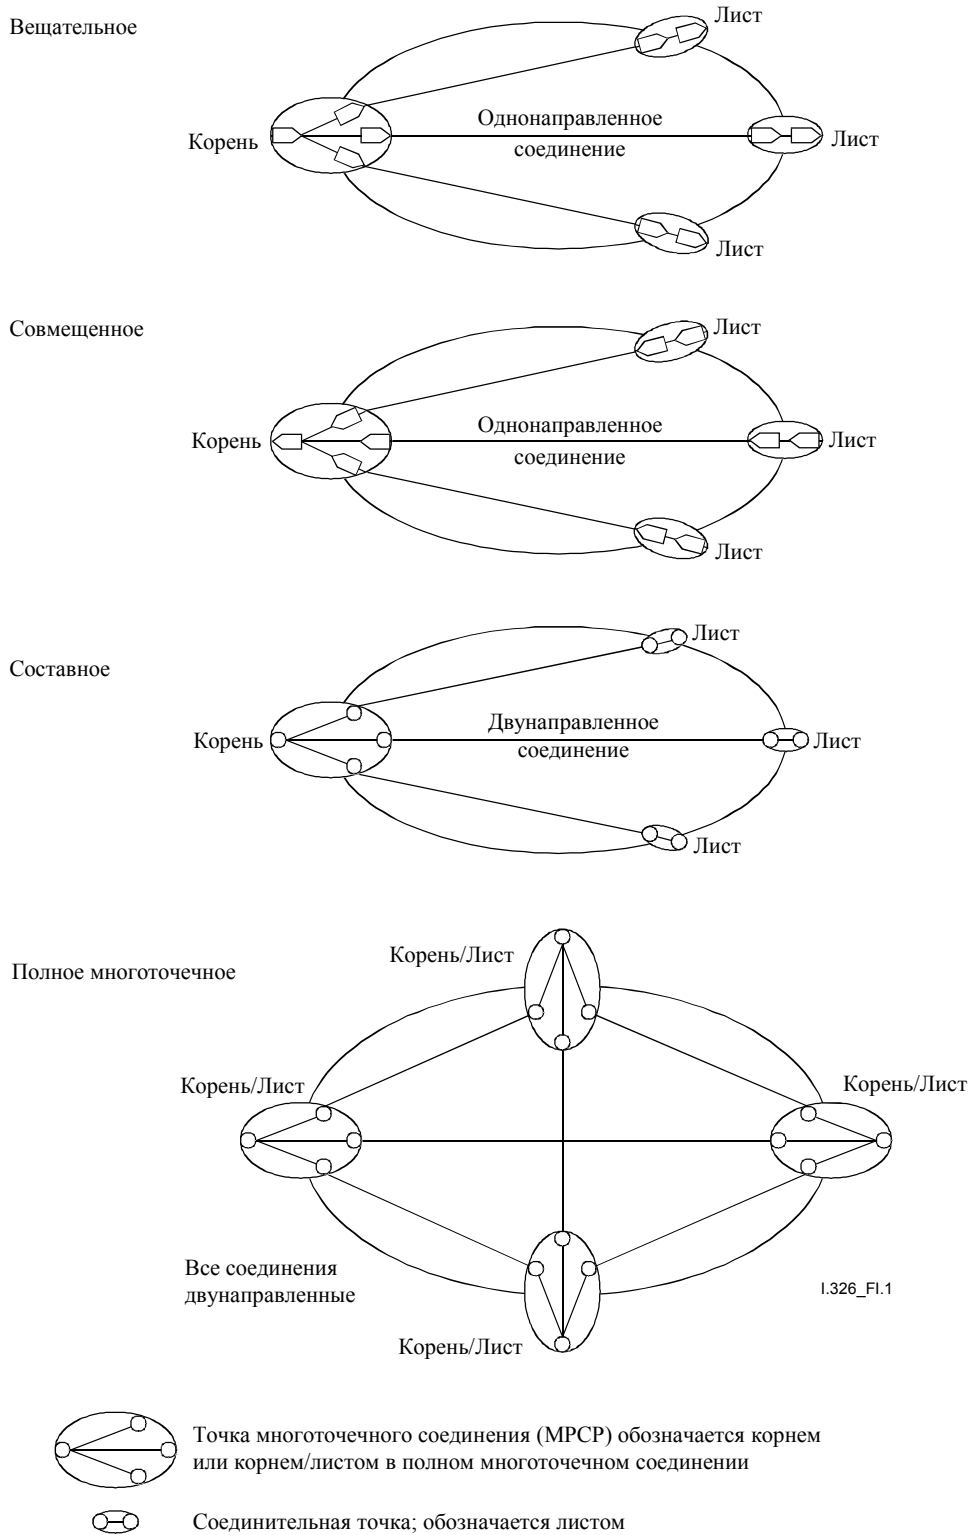 Вещательное
Лист
Корень
Однонаправленное
соединение
Лист
Лист
Совмещенное
Лист
Корень
Однонаправленное
соединение
Лист
Лист
Составное
Лист
Корень
Двунаправленное
соединение
Лист
Лист
Полное многоточечное
Корень/Лист
Корень/Лист
Корень/Лист
Все соединения
двунаправленные
I.326_FI.1
Корень/Лист
Точка многоточечного соединения (MPCP) обозначается корнем
или корнем/листом в полном многоточечном соединении
Соединительная точка; обозначается листом